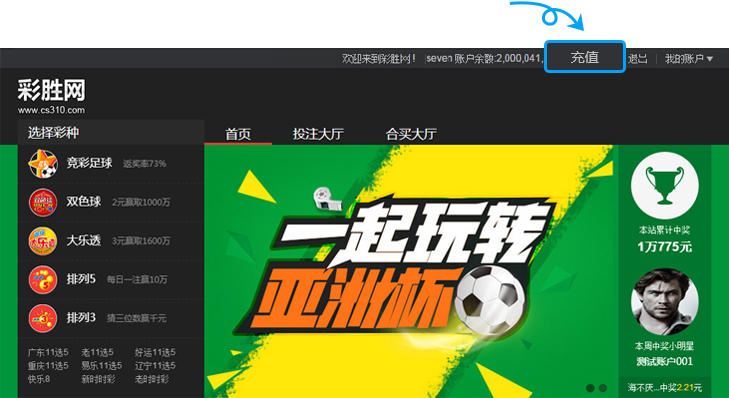 欢迎来到彩胜网! seven 账户余额:2,000,041, 充值 退出 我的账户
彩胜网
www.cs310.com
选择彩种 首页 投注大厅 合买大厅
竞彩足球 返奖率73%
双色球 2元赢取1000万
大乐透 3元赢取1600万
排列5 每日一注赢10万
排列3 猜三位数赢千元
广东11选5 老11选5 好运11选5
重庆11选5 易乐11选5 辽宁11选5
快乐8 新时时彩 老时时彩
一起玩转
亚洲杯
本站累计中奖
1万775元
本周中奖小明星
测试账户001
海不厌...中奖2.21元